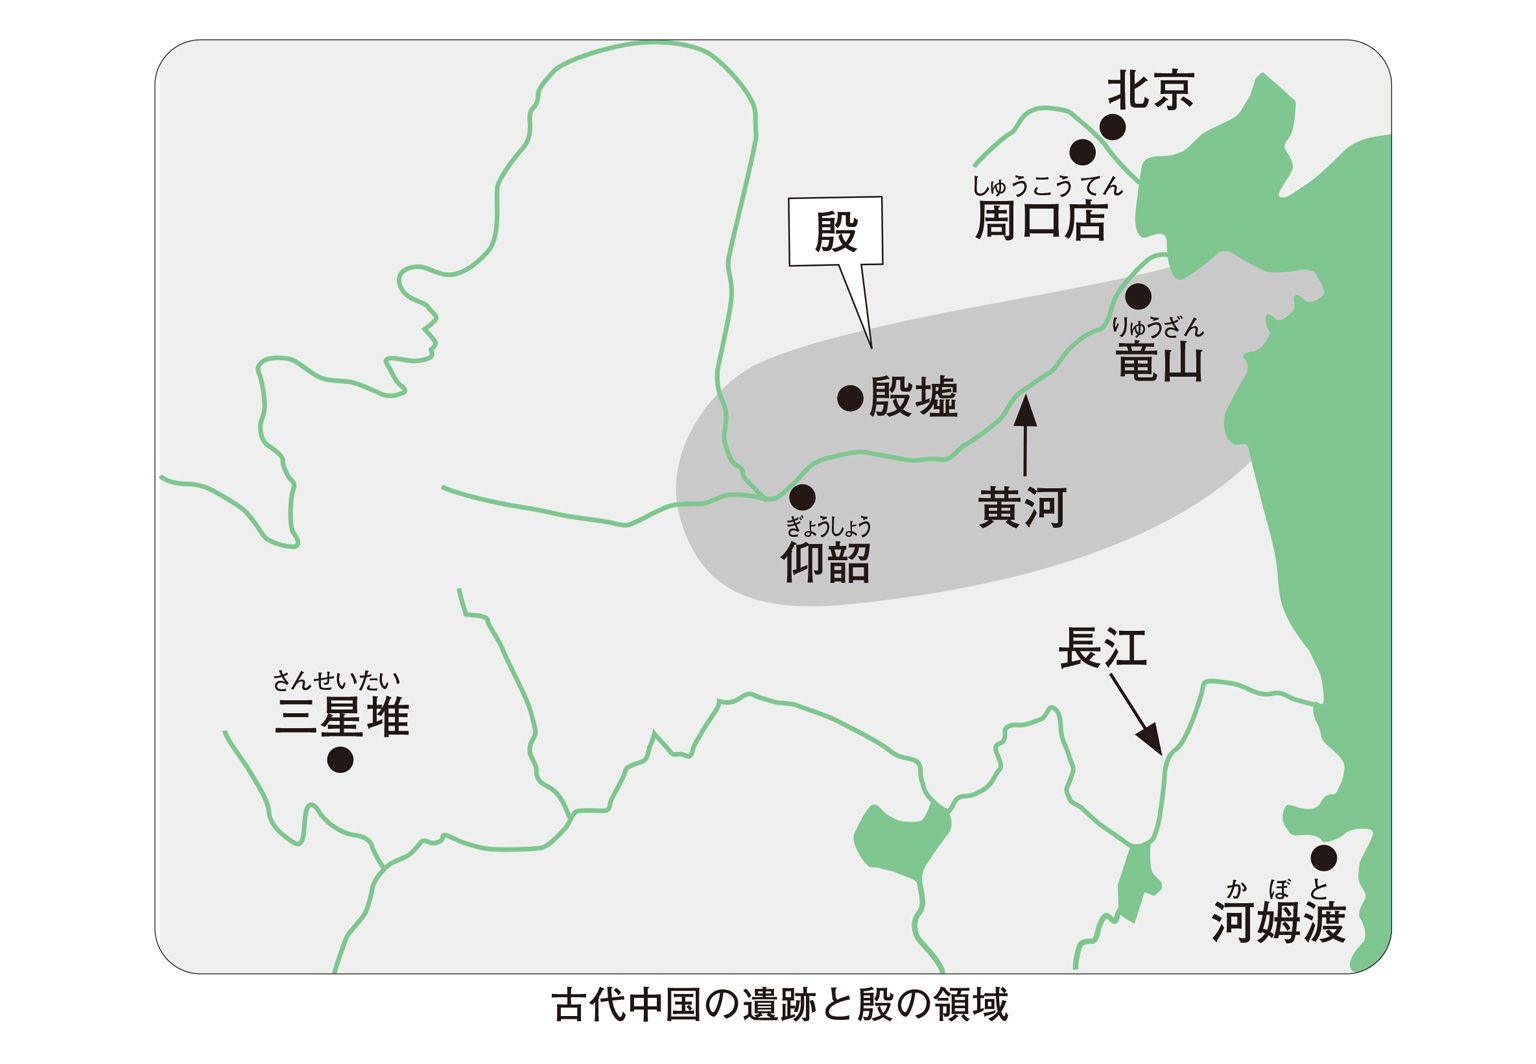 北京
しゅうこうてん
周口店
殷
りゅうざん
竜山
殷墟
黄河
ぎょうしょう
仰韶
長江
さんせいたい
三星堆
かぼと
河姆渡
古代中国の遺跡と殷の領域